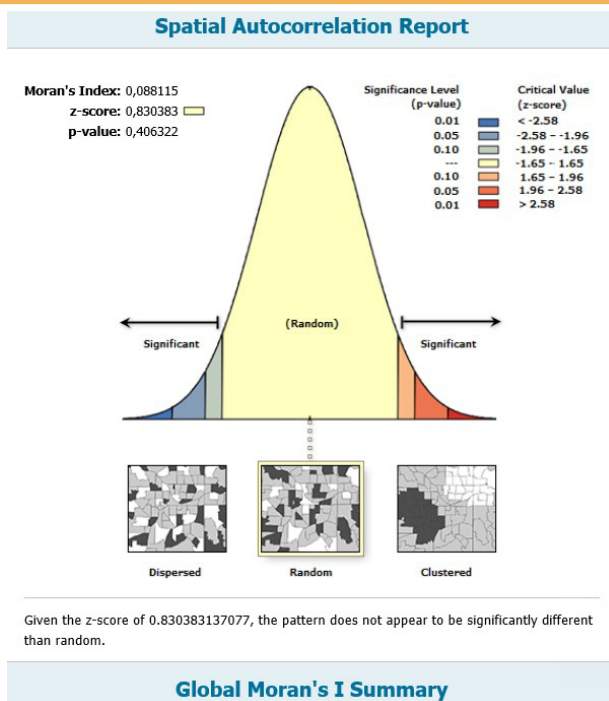 Spatial Autocorrelation Report
Moran's Index: 0,088115
z-score: 0,830383
p-value: 0,406322
Significance Level Critical Value
(p-value) (z-score)
0.01 < -2.58
0.05 -2.58 – -1.96
0.10 -1.96 – -1.65
--- -1.65 – 1.65
0.10 1.65 – 1.96
0.05 1.96 – 2.58
0.01 > 2.58
(Random)
Significant Significant
Dispersed Random Clustered
Given the z-score of 0.830383137077, the pattern does not appear to be significantly different
than random.
Global Moran's I Summary